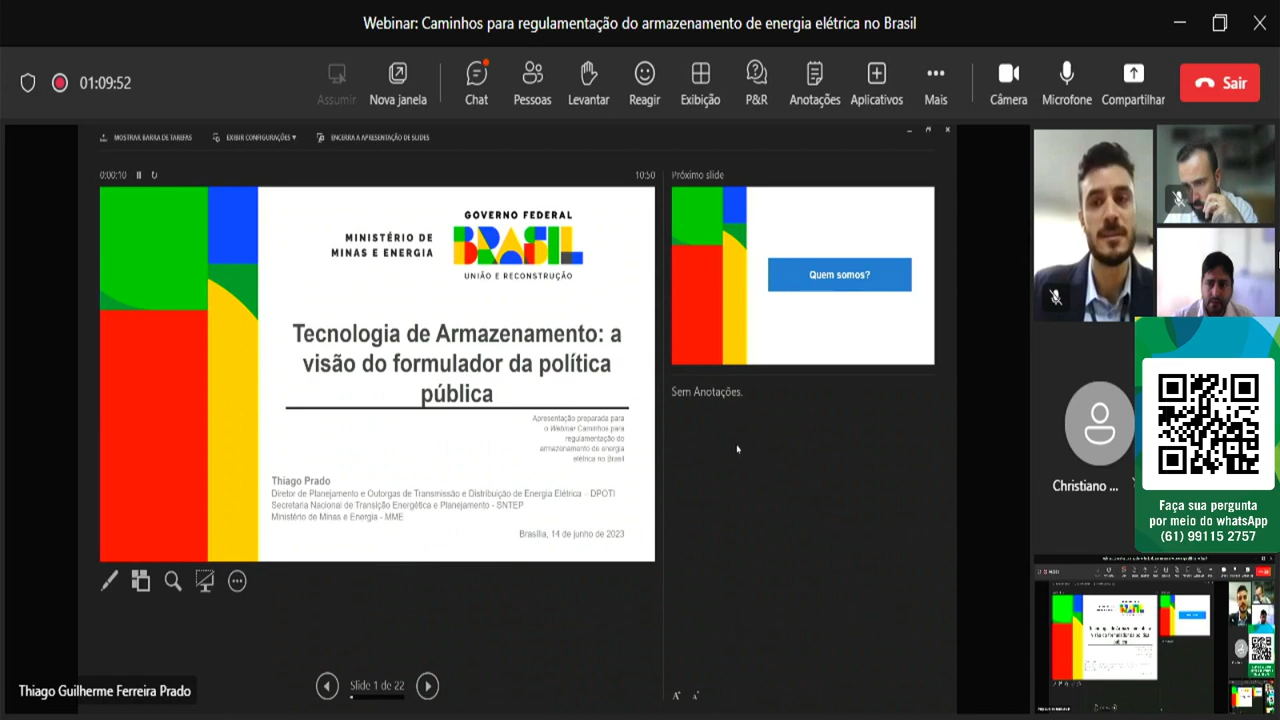 Webinar: Caminhos para regulamentação do armazenamento de energia elétrica no Brasil
01:09:52
Assumir
Nova janela
Chat
Pessoas
Levantar
Reagir
Exibição
P&R
Anotações
Aplicativos
Mais
Câmera
Microfone
Compartilhar
Sair
MOSTRAR BARRA DE TAREFAS
EXIBIR CONFIGURAÇÕES
ENCERRA A APRESENTAÇÃO DE SLIDES
0:00:10
10:50
Próximo slide
MINISTÉRIO DE
MINAS E ENERGIA
GOVERNO FEDERAL
BRASIL
UNIÃO E RECONSTRUÇÃO
Tecnologia de Armazenamento: a
visão do formulador da política
pública
Apresentação preparada para
o Webinar Caminhos para
regulamentação do
armazenamento de energia
elétrica no Brasil
Thiago Prado
Diretor de Planejamento e Outorgas de Transmissão e Distribuição de Energia Elétrica - DPOTI
Secretaria Nacional de Transição Energética e Planejamento - SNTEP
Ministério de Minas e Energia - MME
Brasília, 14 de junho de 2023
Quem somos?
Sem Anotações.
Slide 1 de 22
Thiago Guilherme Ferreira Prado
Christiano ...
Faça sua pergunta
por meio do whatsApp
(61) 99115 2757